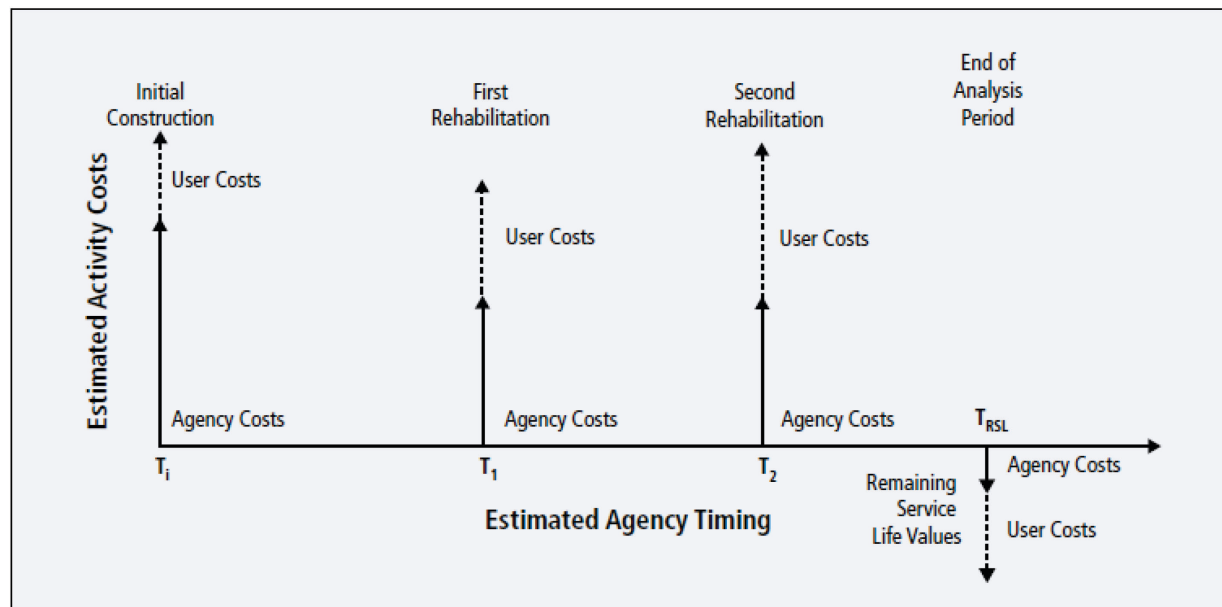 Initial
Construction
First
Rehabilitation
Second
Rehabilitation
End of
Analysis
Period
Estimated Activity Costs
User Costs
User Costs
User Costs
Agency Costs
Agency Costs
Agency Costs
TRSL
Ti
T1
T2
Agency Costs
Remaining
Service
Life Values
User Costs
Estimated Agency Timing